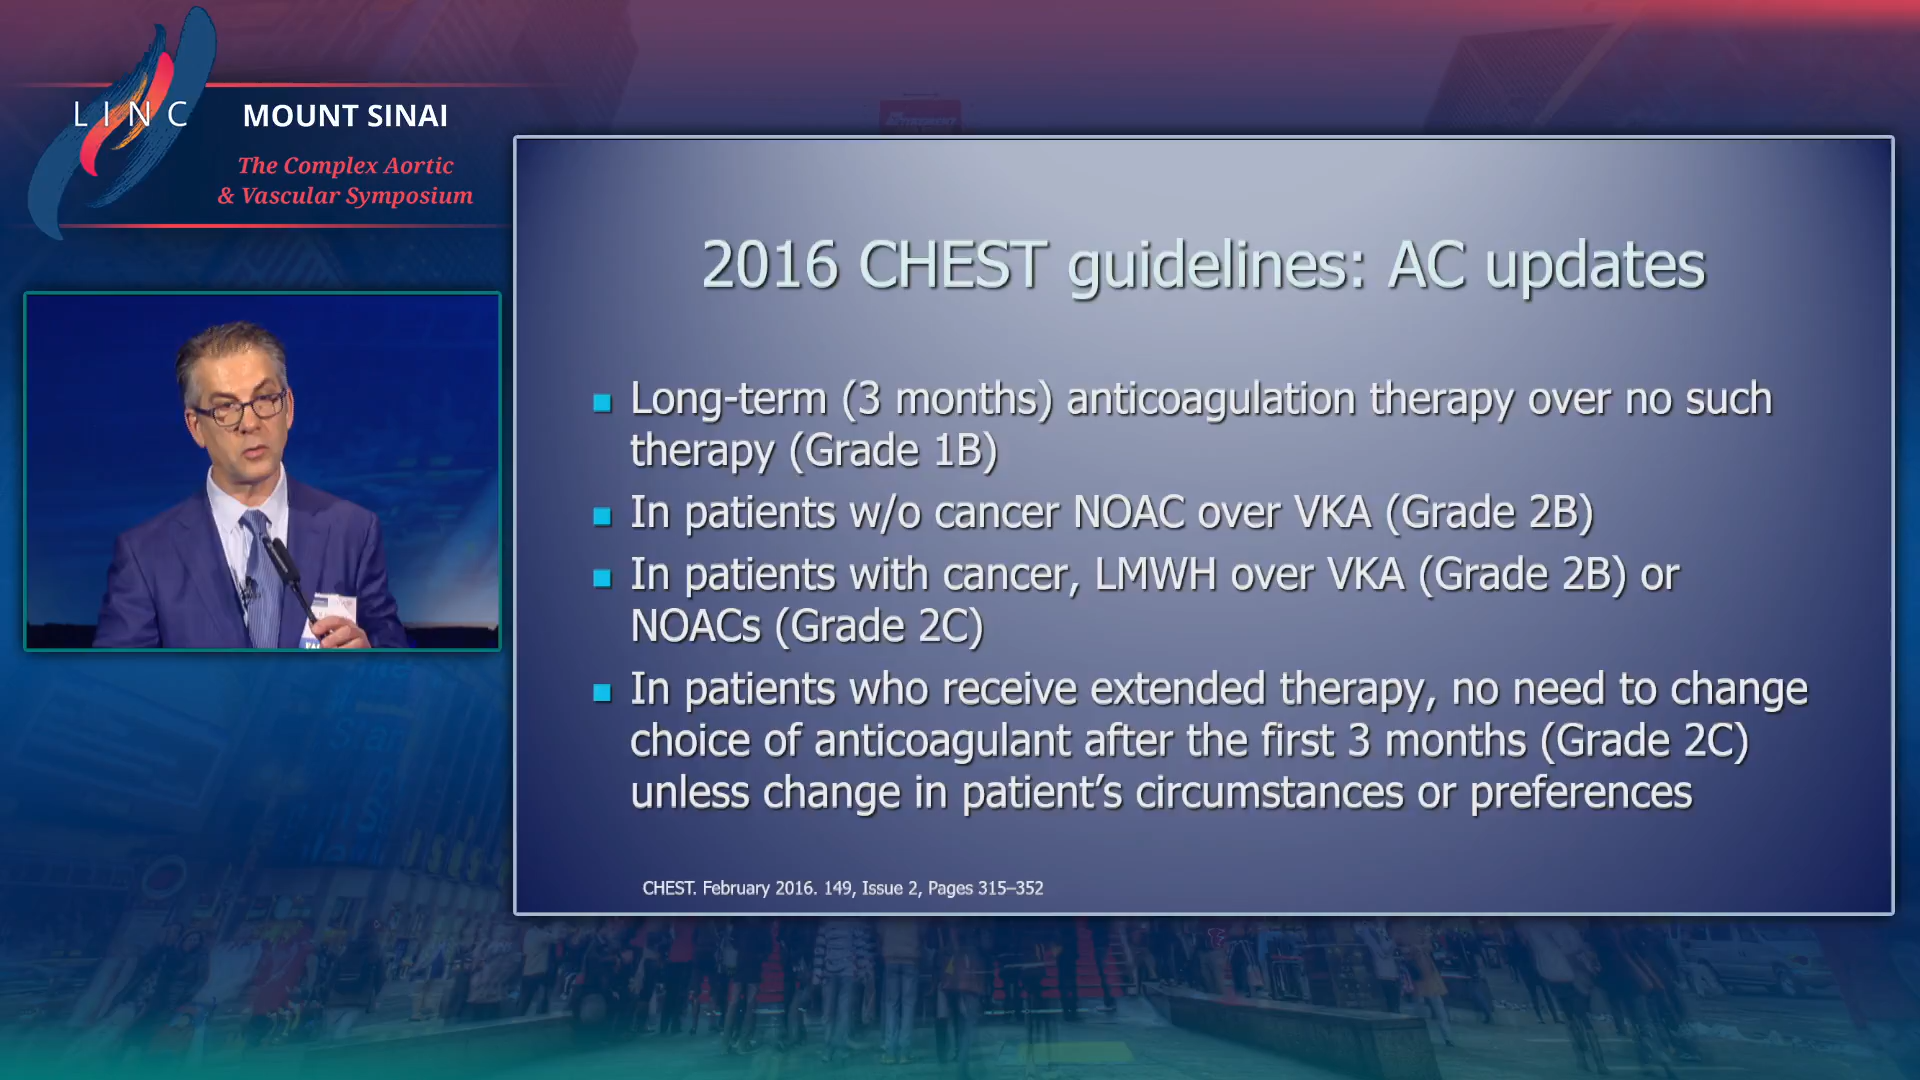 LINC
MOUNT SINAI
The Complex Aortic
& Vascular Symposium
2016 CHEST guidelines: AC updates
Long-term (3 months) anticoagulation therapy over no such
therapy (Grade 1B)
In patients w/o cancer NOAC over VKA (Grade 2B)
In patients with cancer, LMWH over VKA (Grade 2B) or
NOACs (Grade 2C)
In patients who receive extended therapy, no need to change
choice of anticoagulant after the first 3 months (Grade 2C)
unless change in patient’s circumstances or preferences
CHEST. February 2016. 149, Issue 2, Pages 315–352